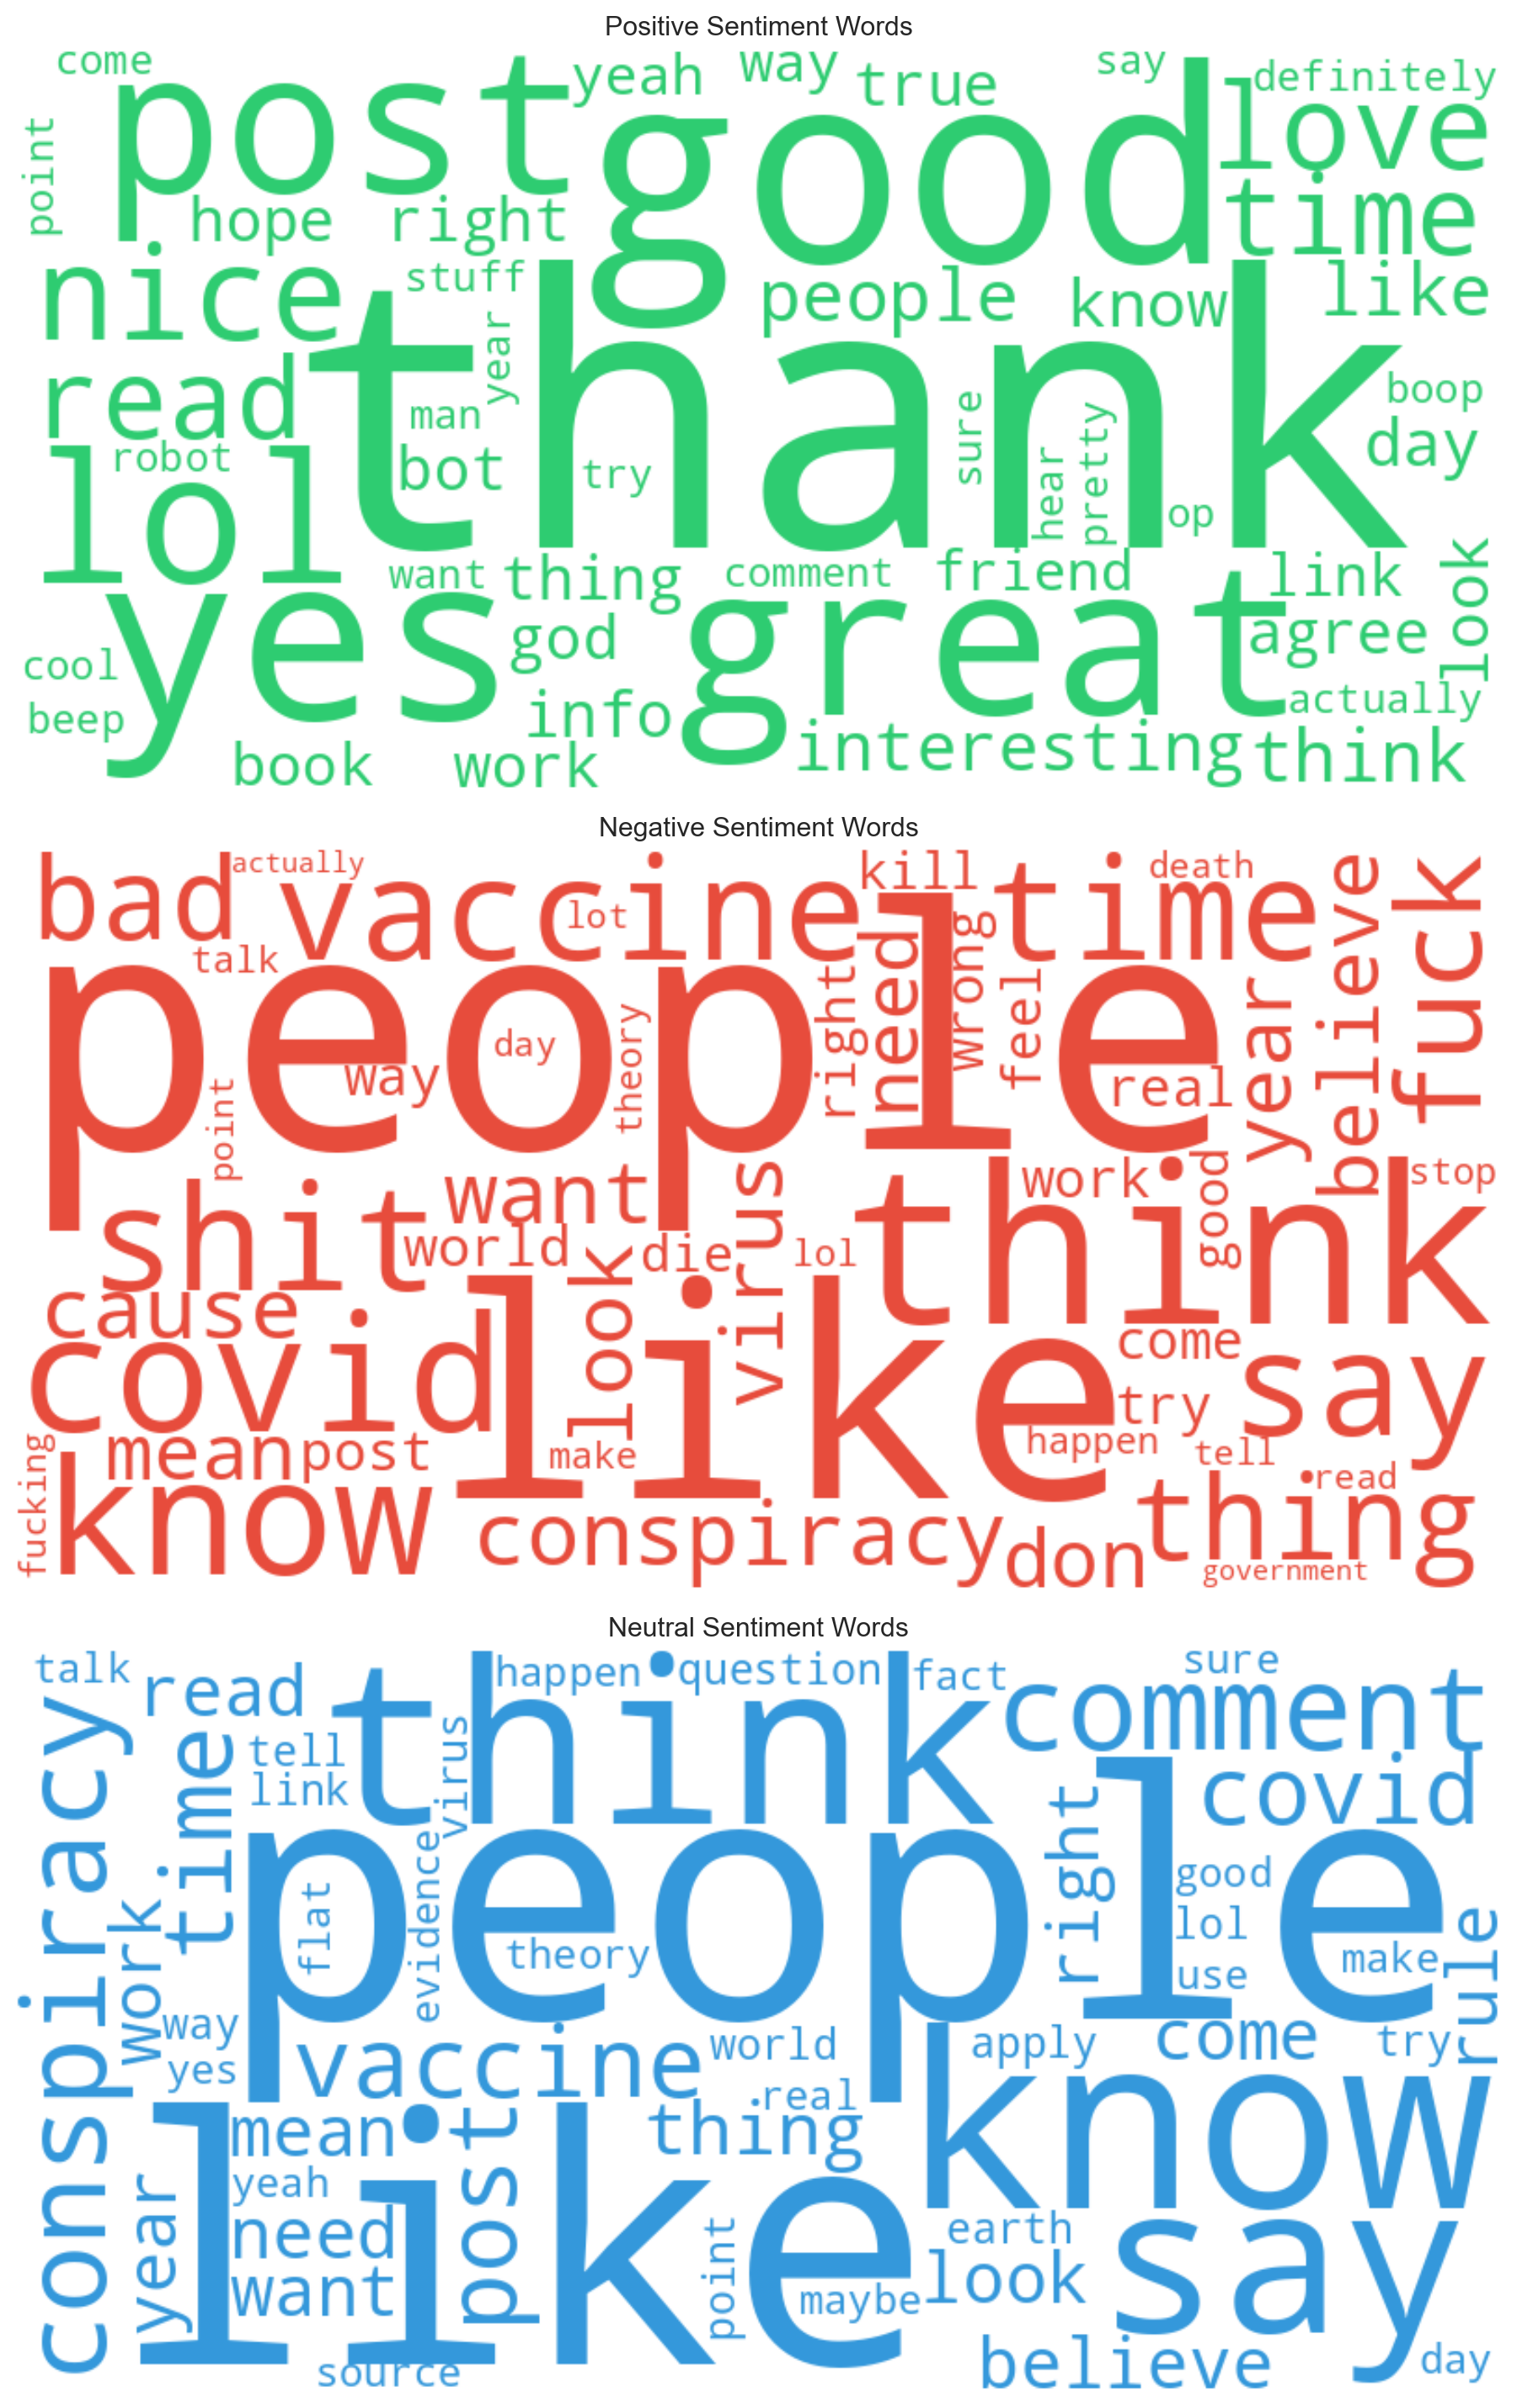 Positive Sentiment Words
come
post
yeah
way
true
say
definitely
point
good
love
hope
right
time
nice
stuff
people
know
like
read
year
thank
man
sure
boop
robot
bot
try
hear
pretty
day
lol
op
want
thing
comment
friend
link
look
yes
god
great
agree
cool
beep
info
actually
book
work
interesting
think
Negative Sentiment Words
bad
actually
vaccine
lot
kill
time
death
believe
fuck
talk
people
need
wrong
feel
year
day
theory
right
way
real
point
shit
want
virus
work
good
think
stop
world
die
lol
cause
look
covid
like
come
say
try
mean
post
make
happen
tell
fucking
know
conspiracy
don
thing
read
government
Neutral Sentiment Words
talk
read
think
happen
question
fact
sure
comment
conspiracy
time
tell
link
virus
covid
people
right
evidence
flat
theory
good
lol
use
make
rule
work
way
yes
vaccine
world
apply
come
try
real
mean
post
thing
know
year
yeah
like
need
want
point
earth
look
say
maybe
source
believe
day